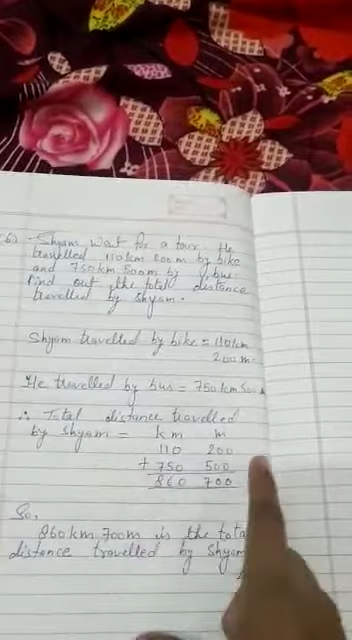 6) - Shyam went for a tour. He
travelled 110km 200m by bike
and 750km 500m by bus.
Find out the total distance
travelled by shyam.
Shyam travelled by bike = 110km
200m.
He travelled by bus = 750km 500
∴ Total distance travelled
by shyam = km m
110 200
+ 750 500
860 700
So,
860km 700m is the tota
distance travelled by Shyam